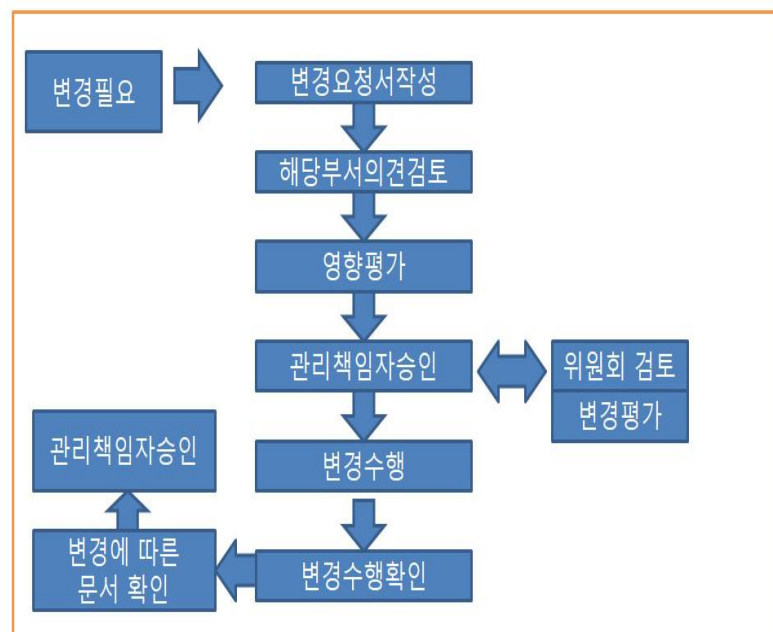 변경필요
변경요청서작성
해당부서의견검토
영향평가
관리책임자승인
위원회 검토
변경평가
변경수행
변경수행확인
변경에 따른
문서 확인
관리책임자승인